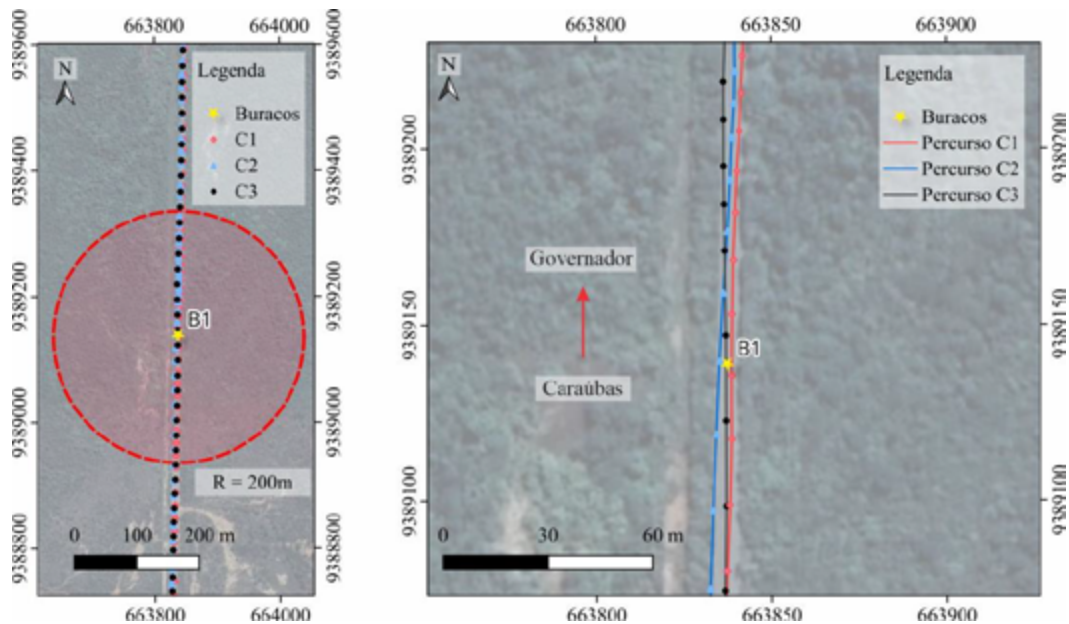 663800 664000
9389600
9389400
9389200
9389000
9388800
N
Legenda
Buracos
C1
C2
C3
B1
R = 200m
0 100 200 m
9389600
9389400
9389200
9389000
9388800
663800 664000
663800 663850 663900
9389200
9389150
9389100
N
Legenda
Buracos
Percurso C1
Percurso C2
Percurso C3
Governador
Caraúbas
B1
0 30 60 m
9389200
9389150
9389100
663800 663850 663900